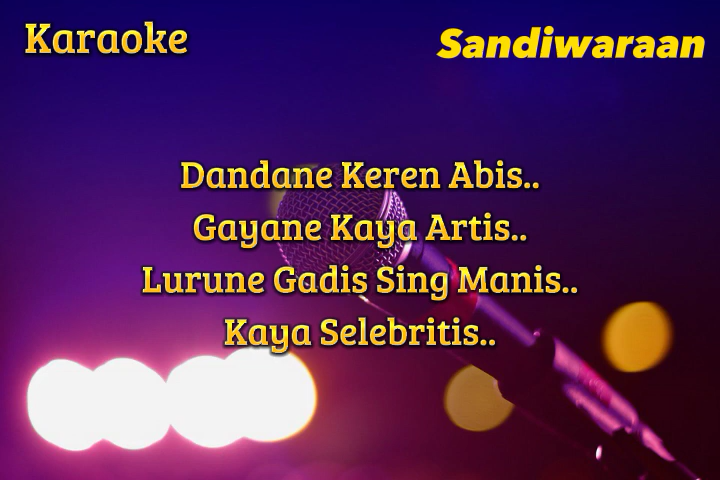 Karaoke
Sandiwaraan
Dandane Keren Abis..
Gayane Kaya Artis..
Lurune Gadis Sing Manis..
Kaya Selebritis..